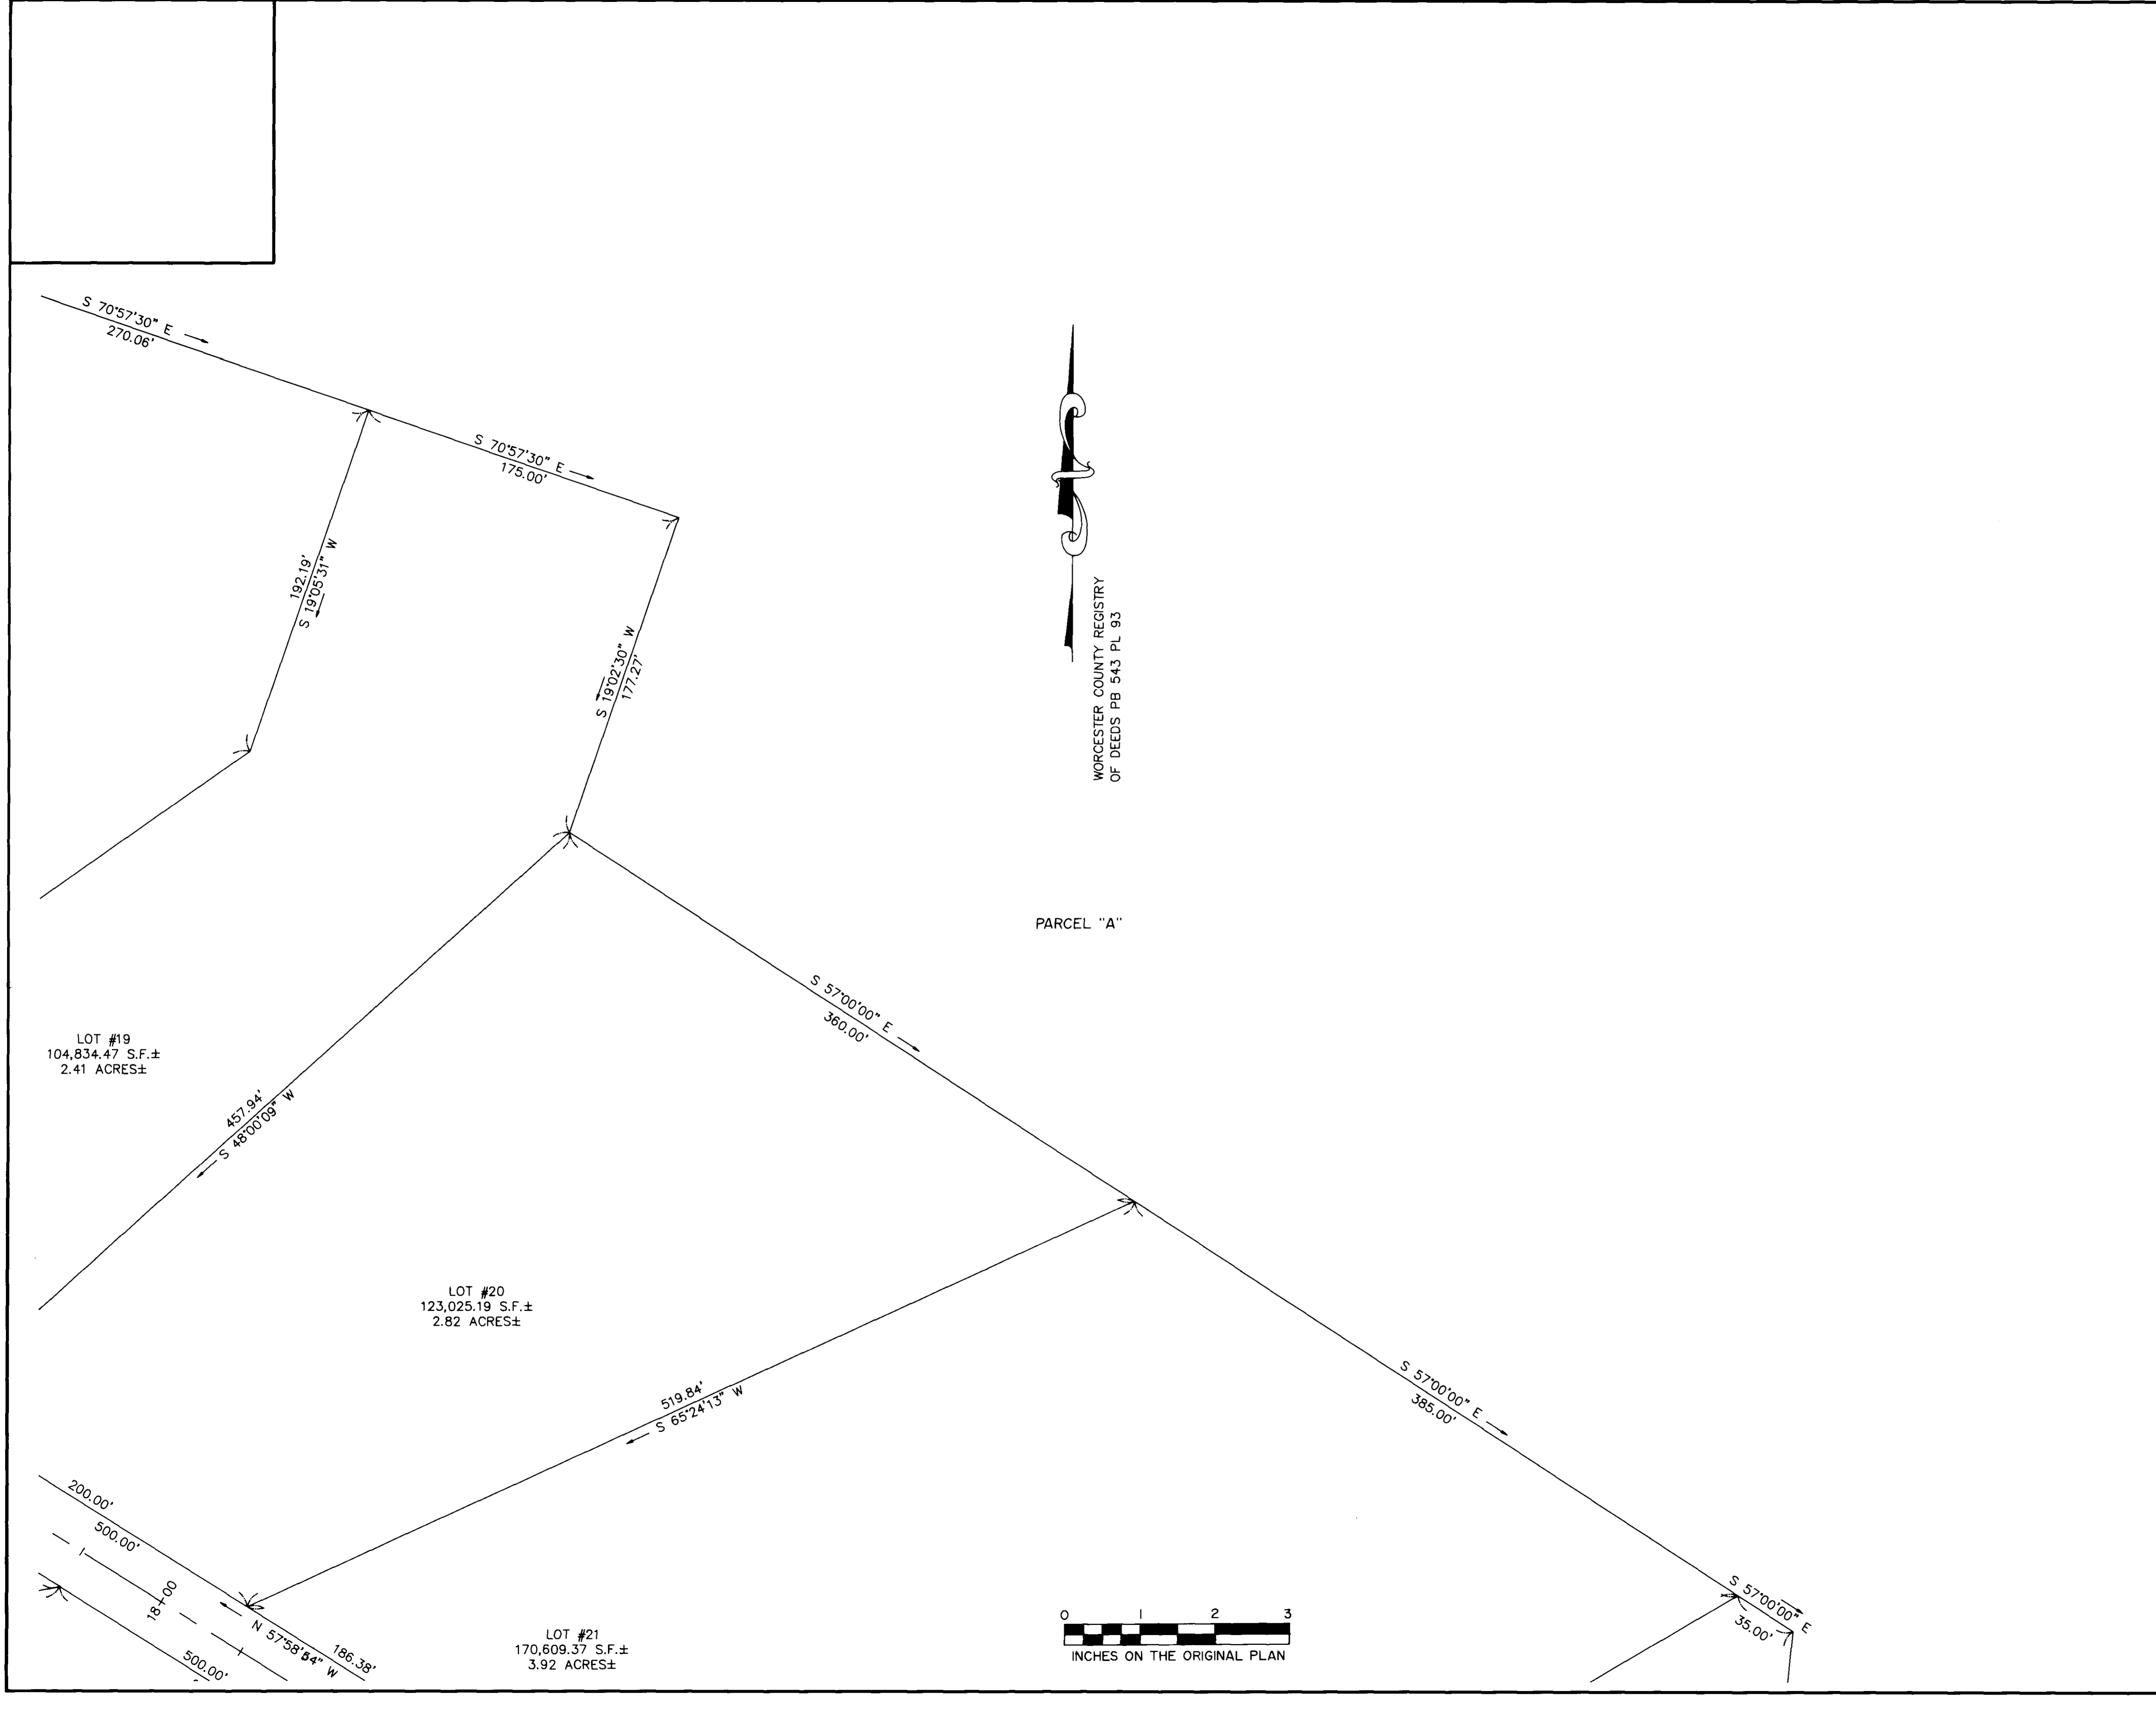 S 70°57'30" E
270.06'
S 70°57'30" E
175.00'
192.19'
S 19°05'31" W
S 19°02'30" W
177.27'
WORCESTER COUNTY REGISTRY
OF DEEDS PB 543 PL 93
PARCEL "A"
S 57°00'00" E
360.00'
LOT #19
104,834.47 S.F.±
2.41 ACRES±
457.94'
S 48°00'09" W
LOT #20
123,025.19 S.F.±
2.82 ACRES±
519.84'
S 65°24'13" W
S 57°00'00" E
385.00'
200.00'
500.00'
18+00
N 57°58'54" W
186.38'
500.00'
LOT #21
170,609.37 S.F.±
3.92 ACRES±
0 1 2 3
INCHES ON THE ORIGINAL PLAN
S 57°00'00" E
35.00'